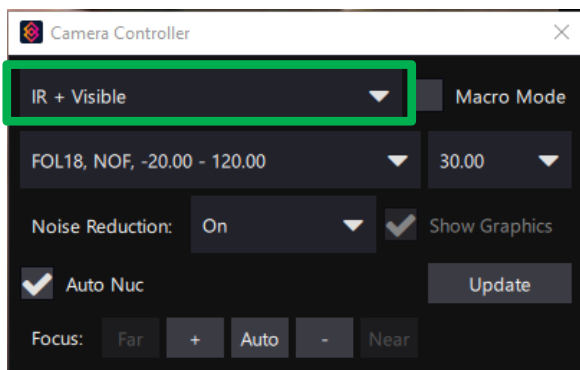 Camera Controller
IR + Visible
Macro Mode
FOL18, NOF, -20.00 - 120.00
30.00
Noise Reduction: On
Show Graphics
Auto Nuc
Update
Focus: Far + Auto - Near